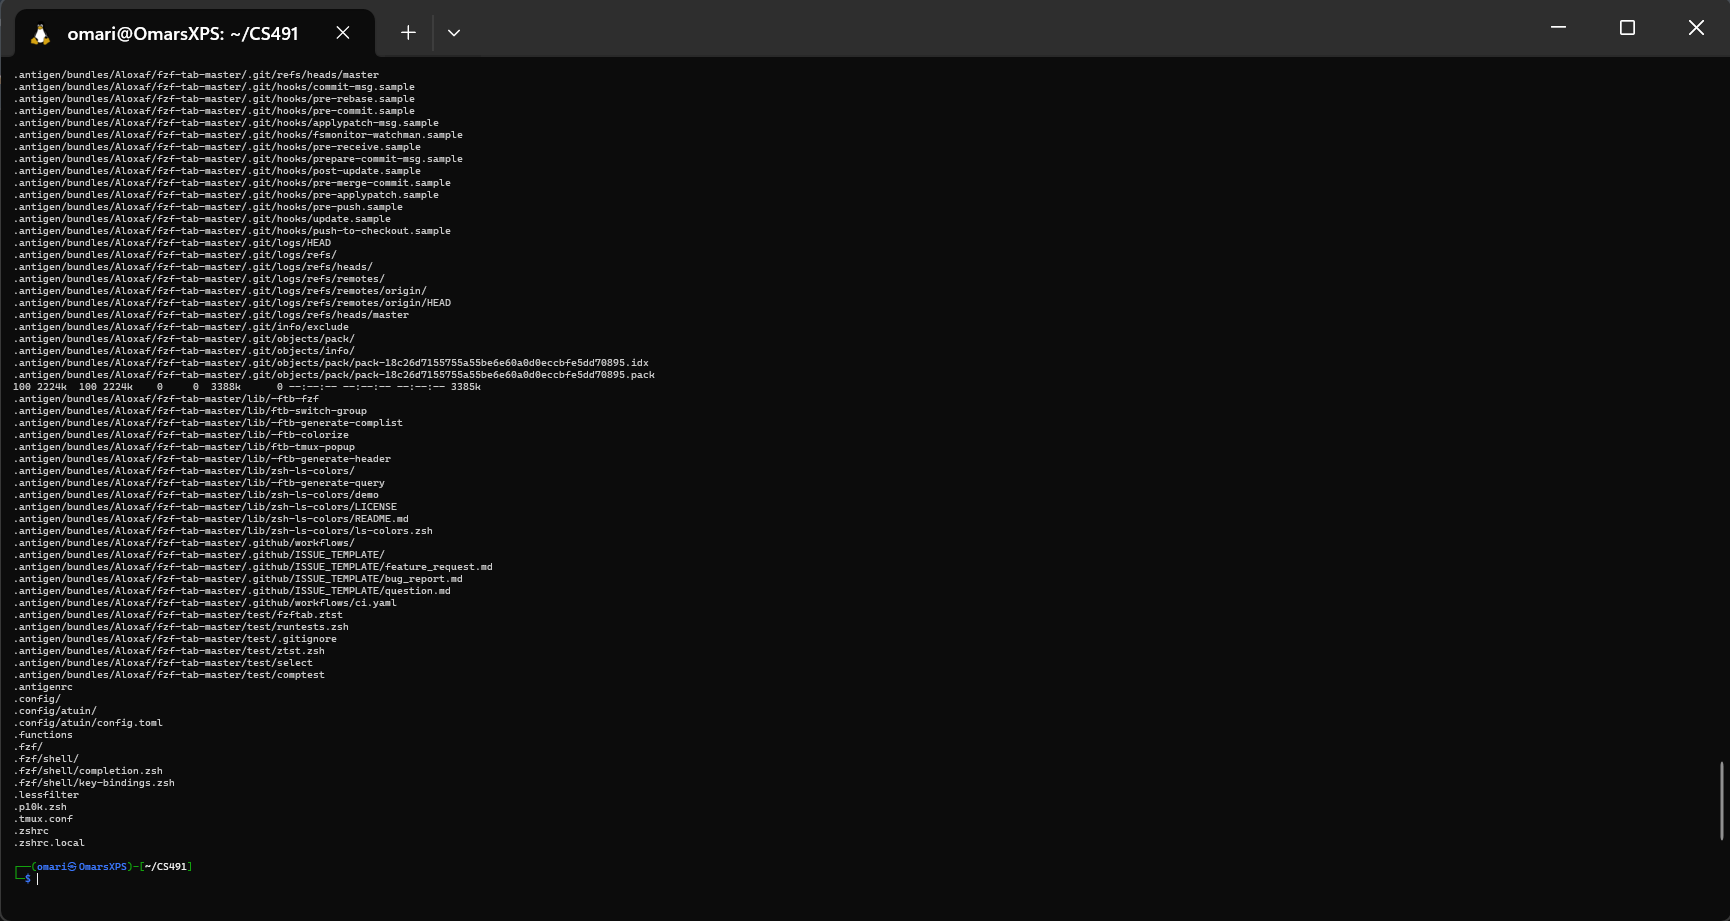 omari@OmarsXPS: ~/CS491
.antigen/bundles/Aloxaf/fzf-tab-master/.git/refs/heads/master
.antigen/bundles/Aloxaf/fzf-tab-master/.git/hooks/commit-msg.sample
.antigen/bundles/Aloxaf/fzf-tab-master/.git/hooks/pre-rebase.sample
.antigen/bundles/Aloxaf/fzf-tab-master/.git/hooks/pre-commit.sample
.antigen/bundles/Aloxaf/fzf-tab-master/.git/hooks/applypatch-msg.sample
.antigen/bundles/Aloxaf/fzf-tab-master/.git/hooks/fsmonitor-watchman.sample
.antigen/bundles/Aloxaf/fzf-tab-master/.git/hooks/pre-receive.sample
.antigen/bundles/Aloxaf/fzf-tab-master/.git/hooks/prepare-commit-msg.sample
.antigen/bundles/Aloxaf/fzf-tab-master/.git/hooks/post-update.sample
.antigen/bundles/Aloxaf/fzf-tab-master/.git/hooks/pre-merge-commit.sample
.antigen/bundles/Aloxaf/fzf-tab-master/.git/hooks/pre-applypatch.sample
.antigen/bundles/Aloxaf/fzf-tab-master/.git/hooks/pre-push.sample
.antigen/bundles/Aloxaf/fzf-tab-master/.git/hooks/update.sample
.antigen/bundles/Aloxaf/fzf-tab-master/.git/hooks/push-to-checkout.sample
.antigen/bundles/Aloxaf/fzf-tab-master/.git/logs/HEAD
.antigen/bundles/Aloxaf/fzf-tab-master/.git/logs/refs/
.antigen/bundles/Aloxaf/fzf-tab-master/.git/logs/refs/heads/
.antigen/bundles/Aloxaf/fzf-tab-master/.git/logs/refs/remotes/
.antigen/bundles/Aloxaf/fzf-tab-master/.git/logs/refs/remotes/origin/
.antigen/bundles/Aloxaf/fzf-tab-master/.git/logs/refs/remotes/origin/HEAD
.antigen/bundles/Aloxaf/fzf-tab-master/.git/logs/refs/heads/master
.antigen/bundles/Aloxaf/fzf-tab-master/.git/info/exclude
.antigen/bundles/Aloxaf/fzf-tab-master/.git/objects/pack/
.antigen/bundles/Aloxaf/fzf-tab-master/.git/objects/info/
.antigen/bundles/Aloxaf/fzf-tab-master/.git/objects/pack/pack-18c26d7155755a55be6e60a0d0eccbfe5dd70895.idx
.antigen/bundles/Aloxaf/fzf-tab-master/.git/objects/pack/pack-18c26d7155755a55be6e60a0d0eccbfe5dd70895.pack
100 2224k  100 2224k    0     0  3388k      0 --:--:-- --:--:-- --:--:-- 3385k
.antigen/bundles/Aloxaf/fzf-tab-master/lib/-ftb-fzf
.antigen/bundles/Aloxaf/fzf-tab-master/lib/ftb-switch-group
.antigen/bundles/Aloxaf/fzf-tab-master/lib/-ftb-generate-complist
.antigen/bundles/Aloxaf/fzf-tab-master/lib/-ftb-colorize
.antigen/bundles/Aloxaf/fzf-tab-master/lib/ftb-tmux-popup
.antigen/bundles/Aloxaf/fzf-tab-master/lib/-ftb-generate-header
.antigen/bundles/Aloxaf/fzf-tab-master/lib/zsh-ls-colors/
.antigen/bundles/Aloxaf/fzf-tab-master/lib/-ftb-generate-query
.antigen/bundles/Aloxaf/fzf-tab-master/lib/zsh-ls-colors/demo
.antigen/bundles/Aloxaf/fzf-tab-master/lib/zsh-ls-colors/LICENSE
.antigen/bundles/Aloxaf/fzf-tab-master/lib/zsh-ls-colors/README.md
.antigen/bundles/Aloxaf/fzf-tab-master/lib/zsh-ls-colors/ls-colors.zsh
.antigen/bundles/Aloxaf/fzf-tab-master/.github/workflows/
.antigen/bundles/Aloxaf/fzf-tab-master/.github/ISSUE_TEMPLATE/
.antigen/bundles/Aloxaf/fzf-tab-master/.github/ISSUE_TEMPLATE/feature_request.md
.antigen/bundles/Aloxaf/fzf-tab-master/.github/ISSUE_TEMPLATE/bug_report.md
.antigen/bundles/Aloxaf/fzf-tab-master/.github/ISSUE_TEMPLATE/question.md
.antigen/bundles/Aloxaf/fzf-tab-master/.github/workflows/ci.yaml
.antigen/bundles/Aloxaf/fzf-tab-master/test/fzftab.ztst
.antigen/bundles/Aloxaf/fzf-tab-master/test/runtests.zsh
.antigen/bundles/Aloxaf/fzf-tab-master/test/.gitignore
.antigen/bundles/Aloxaf/fzf-tab-master/test/ztst.zsh
.antigen/bundles/Aloxaf/fzf-tab-master/test/select
.antigen/bundles/Aloxaf/fzf-tab-master/test/comptest
.antigenrc
.config/
.config/atuin/
.config/atuin/config.toml
.functions
.fzf/
.fzf/shell/
.fzf/shell/completion.zsh
.fzf/shell/key-bindings.zsh
.lessfilter
.p10k.zsh
.tmux.conf
.zshrc
.zshrc.local
┌──(omari㉿OmarsXPS)-[~/CS491]
└─$